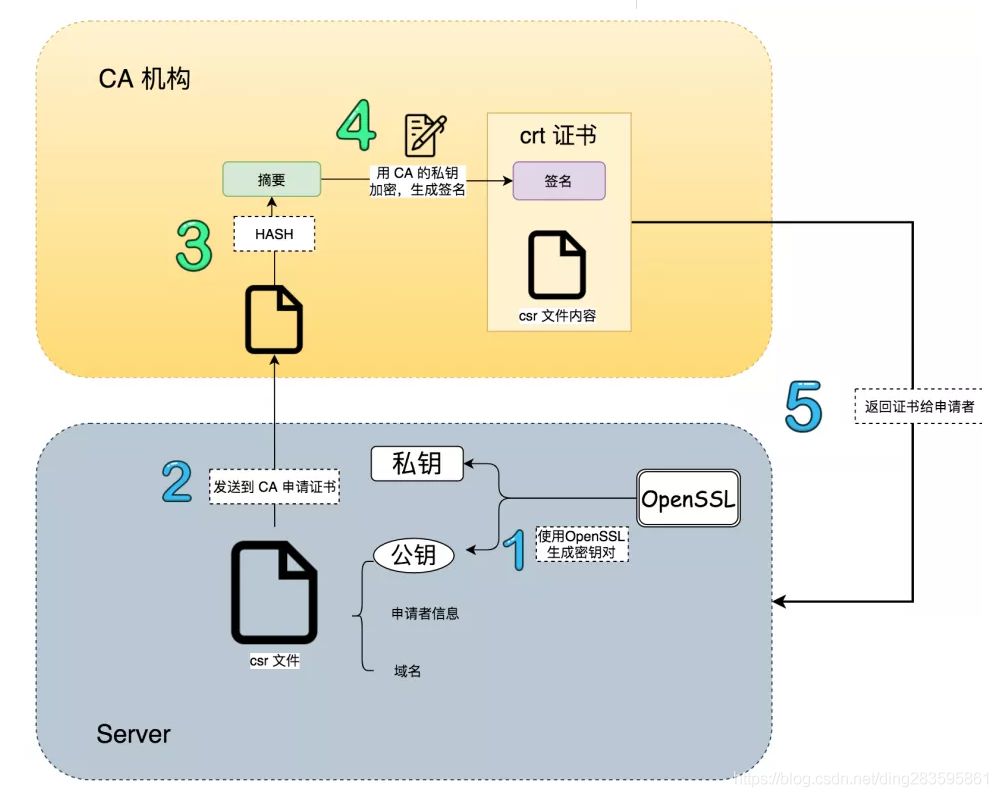 CA 机构
4
crt 证书
摘要
用 CA 的私钥
加密，生成签名
签名
3
HASH
csr 文件内容
5
返回证书给申请者
2
发送到 CA 申请证书
私钥
OpenSSL
1
使用OpenSSL
生成密钥对
公钥
申请者信息
csr 文件
域名
Server
https://blog.csdn.net/ding283595861